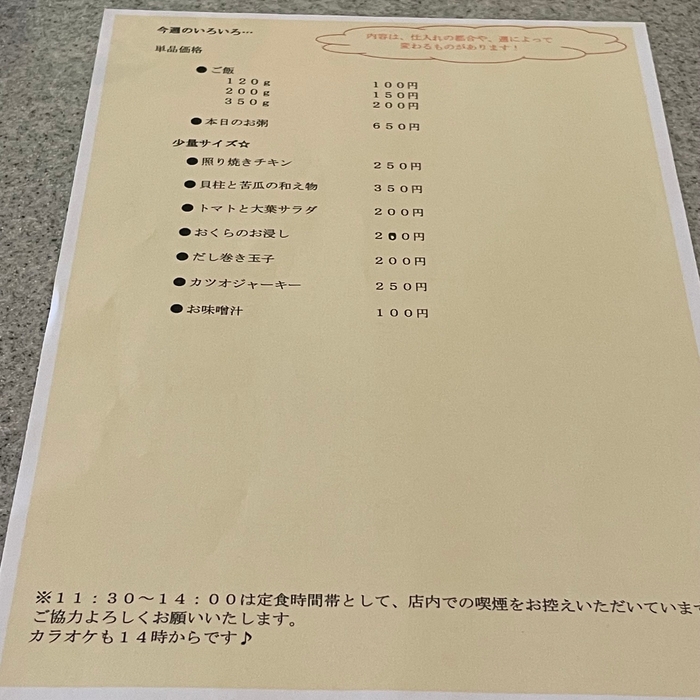 今週のいろいろ…
内容は、仕入れの都合や、週によって
変わるものがあります！
単品価格
●ご飯
１２０ｇ １００円
２００ｇ １５０円
３５０ｇ ２００円
●本日のお粥 ６５０円
少量サイズ☆
●照り焼きチキン ２５０円
●貝柱と苦瓜の和え物 ３５０円
●トマトと大葉サラダ ２００円
●おくらのお浸し ２００円
●だし巻き玉子 ２００円
●カツオジャーキー ２５０円
●お味噌汁 １００円
※１１：３０～１４：００は定食時間帯として、店内での喫煙をお控えいただいています
ご協力よろしくお願いいたします。
カラオケも１４時からです♪